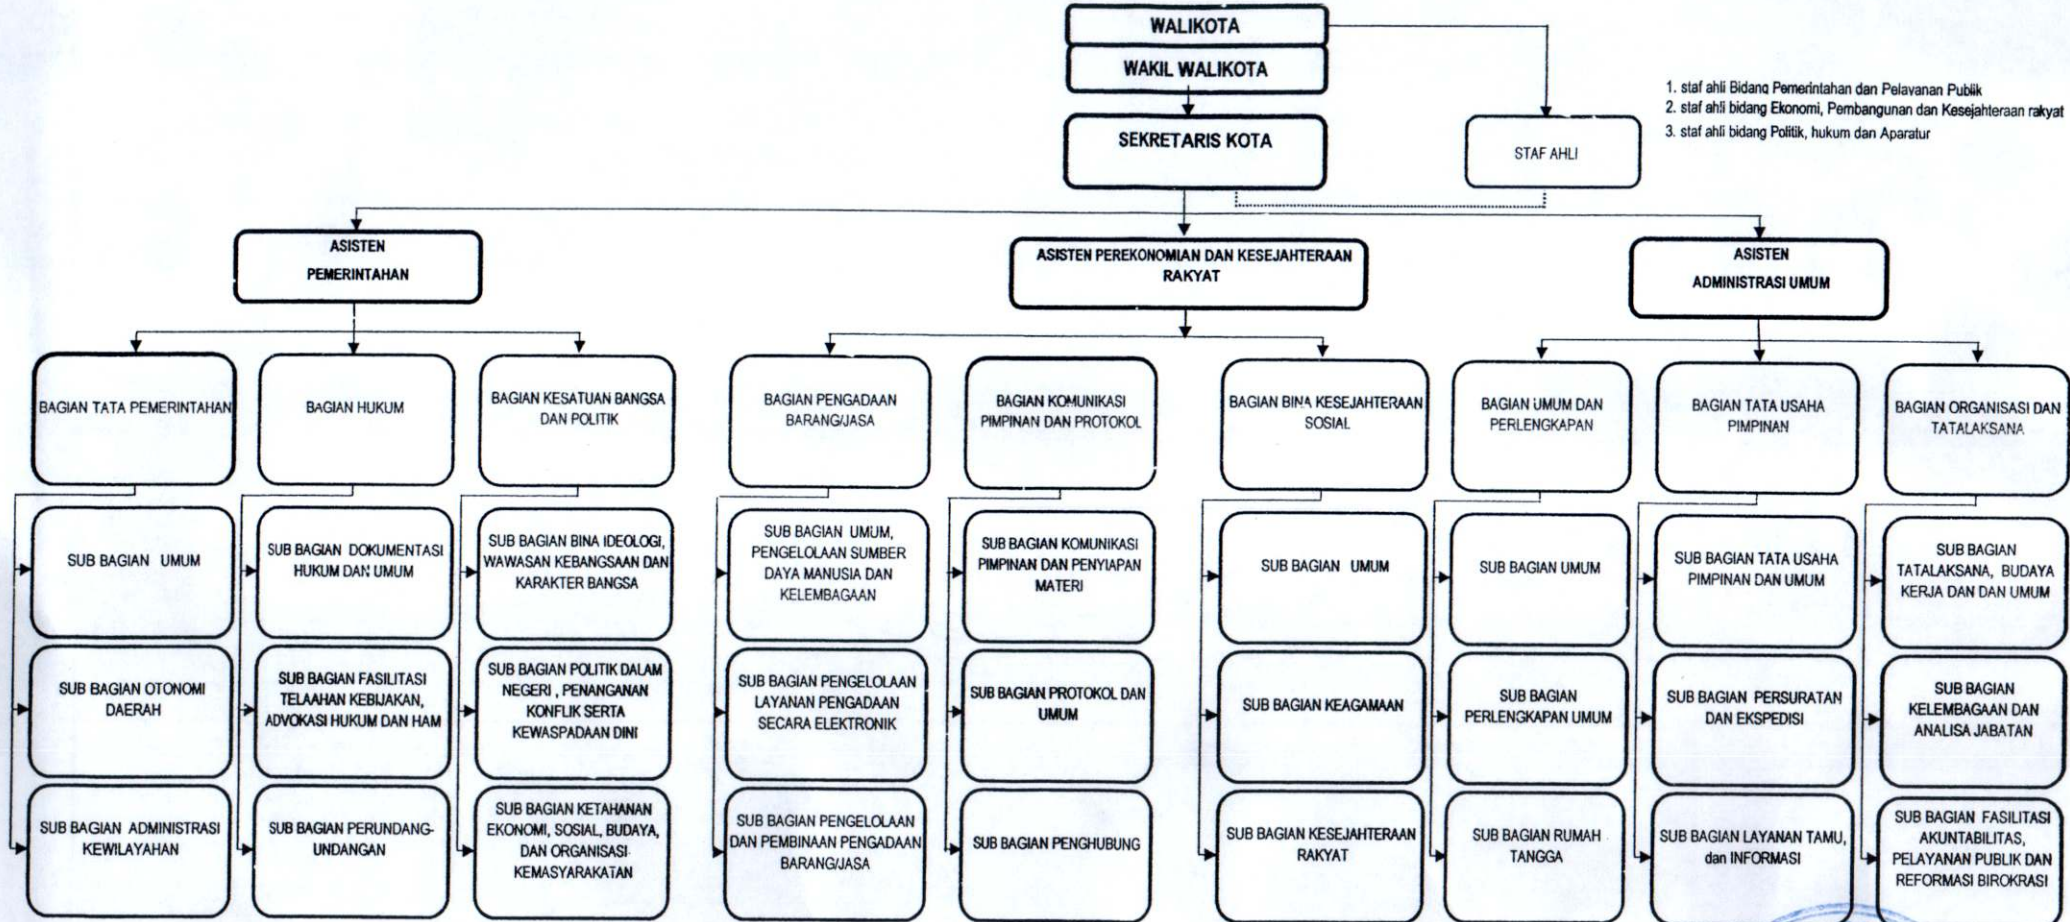 WALIKOTA
WAKIL WALIKOTA
SEKRETARIS KOTA
STAF AHLI
1. staf ahli Bidang Pemerintahan dan Pelayanan Publik
2. staf ahli bidang Ekonomi, Pembangunan dan Kesejahteraan rakyat
3. staf ahli bidang Politik, hukum dan Aparatur
ASISTEN
PEMERINTAHAN
ASISTEN PEREKONOMIAN DAN KESEJAHTERAAN
RAKYAT
ASISTEN
ADMINISTRASI UMUM
BAGIAN TATA PEMERINTAHAN
BAGIAN HUKUM
BAGIAN KESATUAN BANGSA
DAN POLITIK
BAGIAN PENGADAAN
BARANG/JASA
BAGIAN KOMUNIKASI
PIMPINAN DAN PROTOKOL
BAGIAN BINA KESEJAHTERAAN
SOSIAL
BAGIAN UMUM DAN
PERLENGKAPAN
BAGIAN TATA USAHA
PIMPINAN
BAGIAN ORGANISASI DAN
TATALAKSANA
SUB BAGIAN UMUM
SUB BAGIAN DOKUMENTASI
HUKUM DAN UMUM
SUB BAGIAN BINA IDEOLOGI,
WAWASAN KEBANGSAAN DAN
KARAKTER BANGSA
SUB BAGIAN UMUM,
PENGELOLAAN SUMBER
DAYA MANUSIA DAN
KELEMBAGAAN
SUB BAGIAN KOMUNIKASI
PIMPINAN DAN PENYIAPAN
MATERI
SUB BAGIAN UMUM
SUB BAGIAN UMUM
SUB BAGIAN TATA USAHA
PIMPINAN DAN UMUM
SUB BAGIAN
TATALAKSANA, BUDAYA
KERJA DAN DAN UMUM
SUB BAGIAN OTONOMI
DAERAH
SUB BAGIAN FASILITASI
TELAAHAN KEBIJAKAN,
ADVOKASI HUKUM DAN HAM
SUB BAGIAN POLITIK DALAM
NEGERI , PENANGANAN
KONFLIK SERTA
KEWASPADAAN DINI
SUB BAGIAN PENGELOLAAN
LAYANAN PENGADAAN
SECARA ELEKTRONIK
SUB BAGIAN PROTOKOL DAN
UMUM
SUB BAGIAN KEAGAMAAN
SUB BAGIAN
PERLENGKAPAN UMUM
SUB BAGIAN PERSURATAN
DAN EKSPEDISI
SUB BAGIAN
KELEMBAGAAN DAN
ANALISA JABATAN
SUB BAGIAN ADMINISTRASI
KEWILAYAHAN
SUB BAGIAN PERUNDANG-
UNDANGAN
SUB BAGIAN KETAHANAN
EKONOMI, SOSIAL, BUDAYA,
DAN ORGANISASI
KEMASYARAKATAN
SUB BAGIAN PENGELOLAAN
DAN PEMBINAAN PENGADAAN
BARANG/JASA
SUB BAGIAN PENGHUBUNG
SUB BAGIAN KESEJAHTERAAN
RAKYAT
SUB BAGIAN RUMAH
TANGGA
SUB BAGIAN LAYANAN TAMU,
dan INFORMASI
SUB BAGIAN FASILITASI
AKUNTABILITAS,
PELAYANAN PUBLIK DAN
REFORMASI BIROKRASI